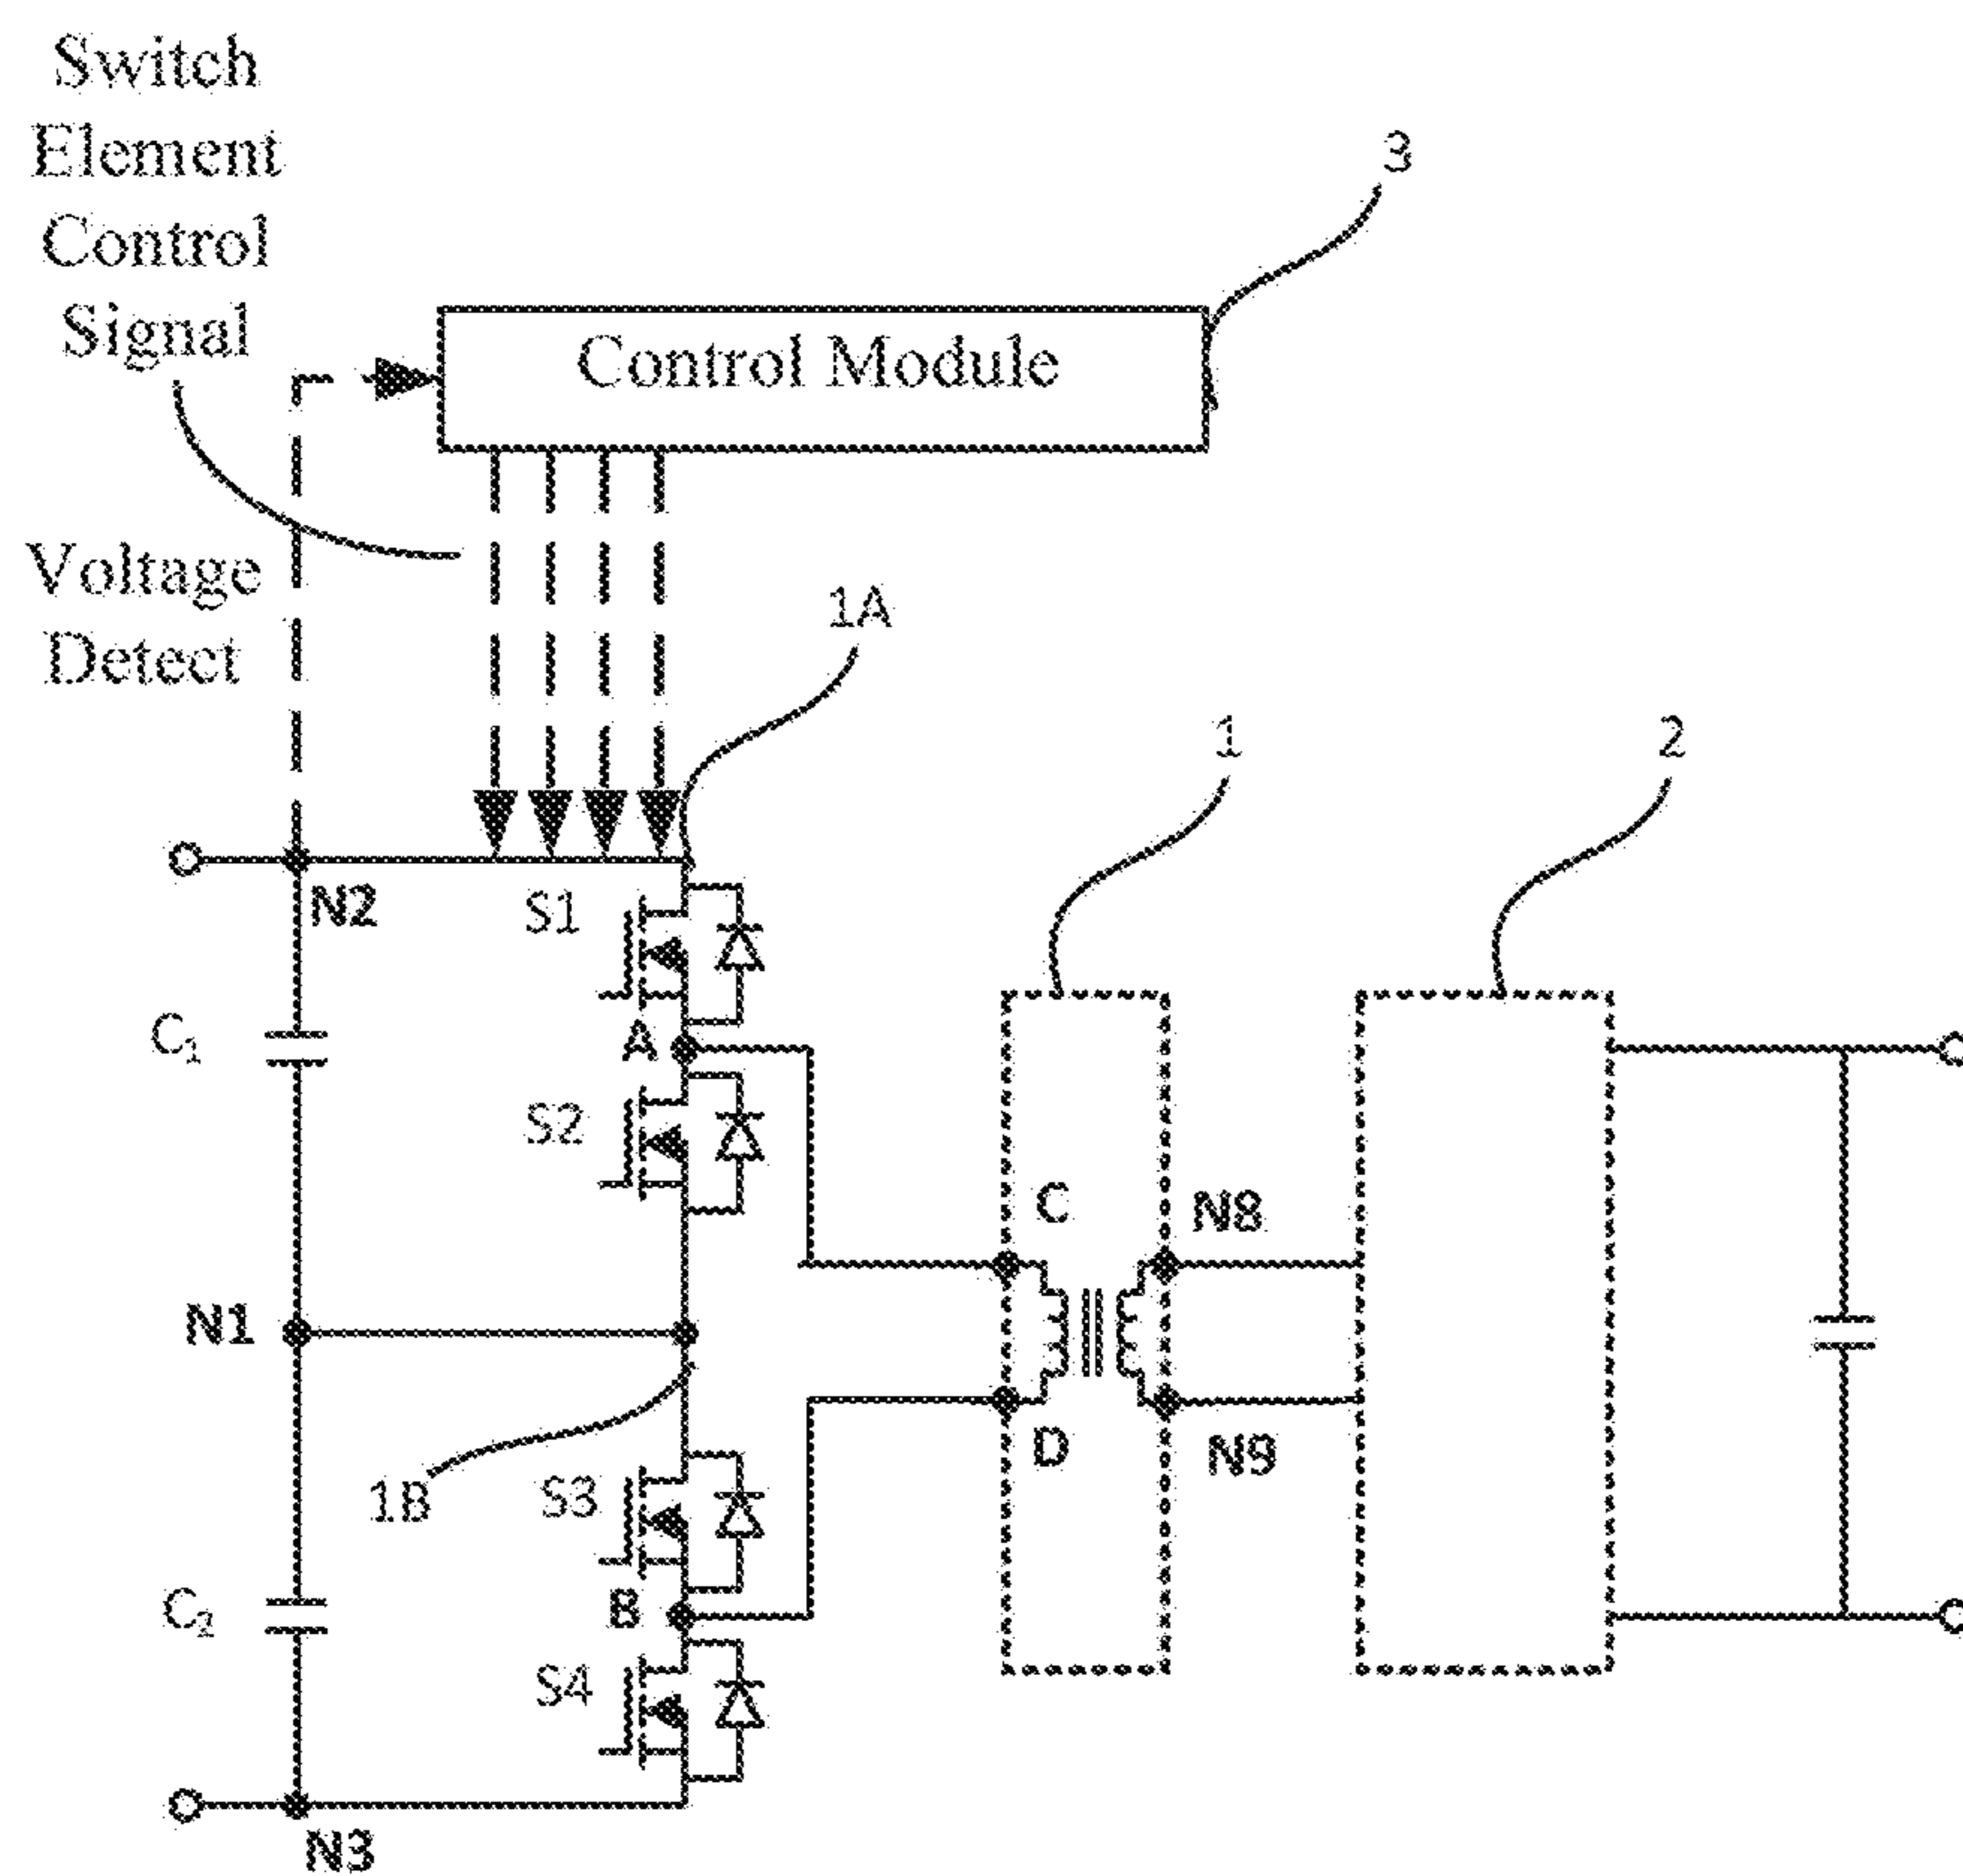 Switch
Element
Control
Signal
3
Control Module
Voltage
Detect
1A
1
2
N2
S1
C₁
A
S2
C
N8
N1
D
N9
1B
S3
C₂
B
S4
N3